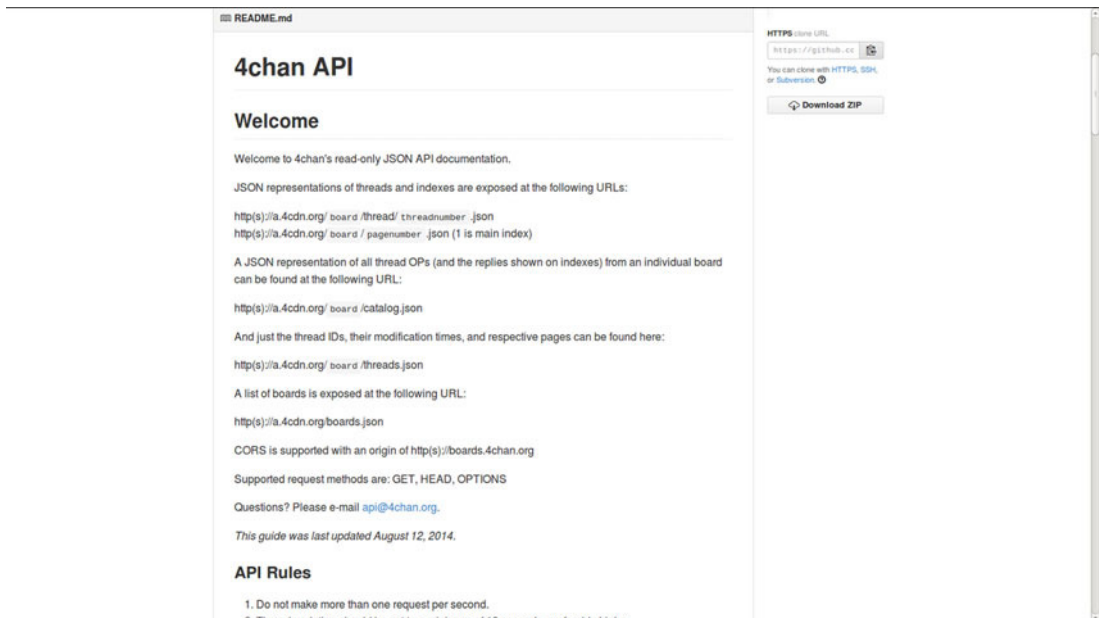 README.md
4chan API
Welcome
Welcome to 4chan's read-only JSON API documentation.
JSON representations of threads and indexes are exposed at the following URLs:
http(s)://a.4cdn.org/ board /thread/ threadnumber .json
http(s)://a.4cdn.org/ board / pagenumber .json (1 is main index)
A JSON representation of all thread OPs (and the replies shown on indexes) from an individual board
can be found at the following URL:
http(s)://a.4cdn.org/ board /catalog.json
And just the thread IDs, their modification times, and respective pages can be found here:
http(s)://a.4cdn.org/ board /threads.json
A list of boards is exposed at the following URL:
http(s)://a.4cdn.org/boards.json
CORS is supported with an origin of http(s)://boards.4chan.org
Supported request methods are: GET, HEAD, OPTIONS
Questions? Please e-mail api@4chan.org.
This guide was last updated August 12, 2014.
API Rules
1. Do not make more than one request per second.
HTTPS clone URL
https://github.cc
You can clone with HTTPS, SSH,
or Subversion.
Download ZIP